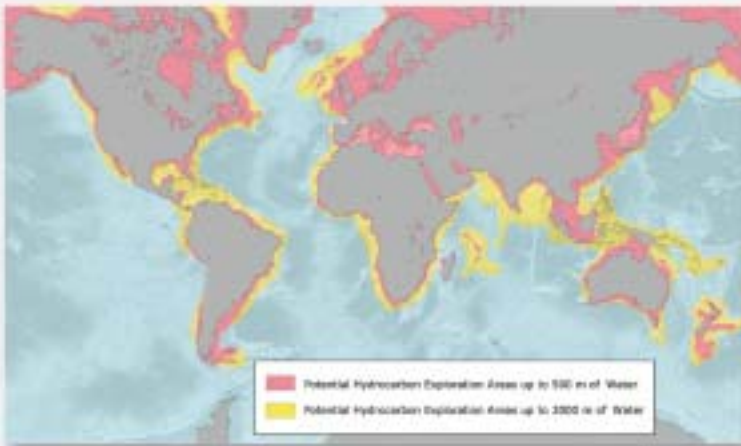 Potential Hydrocarbon Exploration Areas up to 500 m of Water
Potential Hydrocarbon Exploration Areas up to 3000 m of Water